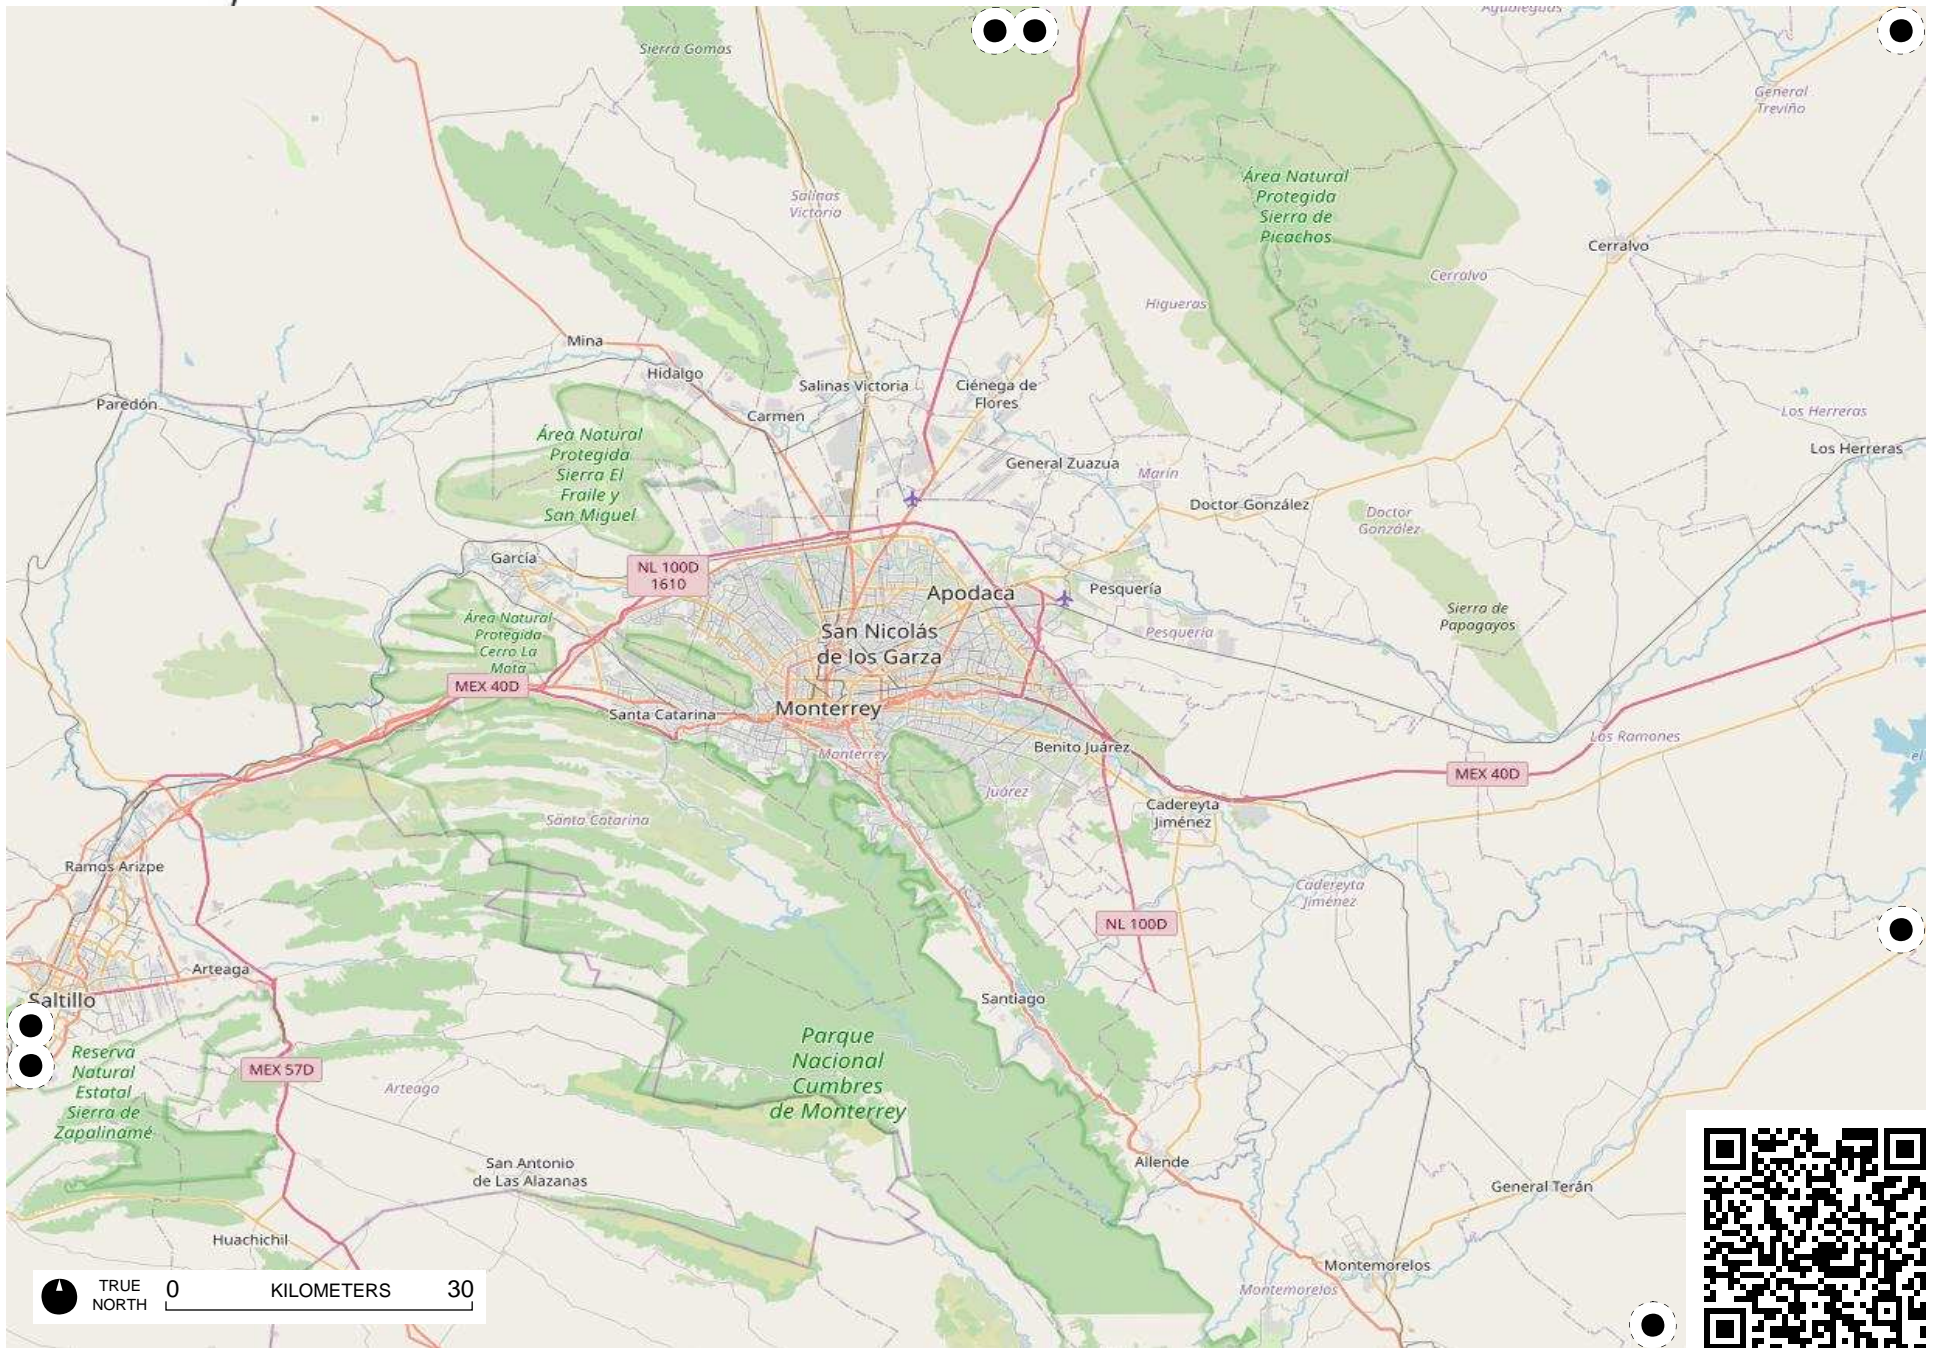 Sierra Gomas
Agualeguas
General
Treviño
Área Natural
Protegida
Sierra de
Picachos
Salinas
Victoria
Cerralvo
Cerralvo
Higueras
Mina
Hidalgo
Salinas Victoria
Ciénega de
Flores
Paredón
Carmen
Los Herreras
Los Herreras
Área Natural
Protegida
Sierra El
Fraile y
San Miguel
General Zuazua
Marín
Doctor González
Doctor
González
García
NL 100D
1610
Apodaca
Pesquería
Pesquería
Sierra de
Papagayos
Área Natural
Protegida
Cerro La
Mota
San Nicolás
de los Garza
MEX 40D
Santa Catarina
Monterrey
Monterrey
Benito Juárez
Los Ramones
el
MEX 40D
Juárez
Cadereyta
Jiménez
Santa Catarina
Ramos Arizpe
Cadereyta
Jiménez
NL 100D
Arteaga
Saltillo
Santiago
Parque
Nacional
Cumbres
de Monterrey
Reserva
Natural
Estatal
Sierra de
Zapalinamé
MEX 57D
Arteaga
San Antonio
de Las Alazanas
Allende
General Terán
Huachichil
Montemorelos
Montemorelos
TRUE
NORTH
0 KILOMETERS 30